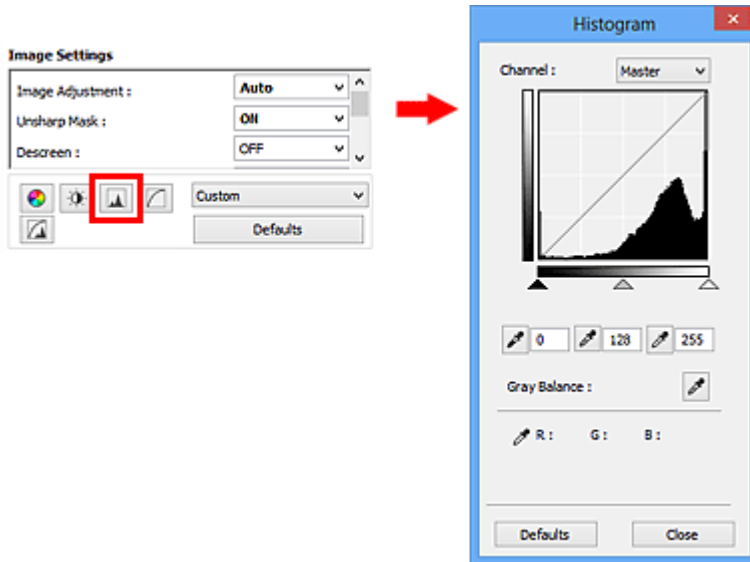 Image Settings
Image Adjustment : Auto
Unsharp Mask : ON
Descreen : OFF
Custom
Defaults
Histogram
Channel : Master
0 128 255
Gray Balance :
R : G : B :
Defaults Close